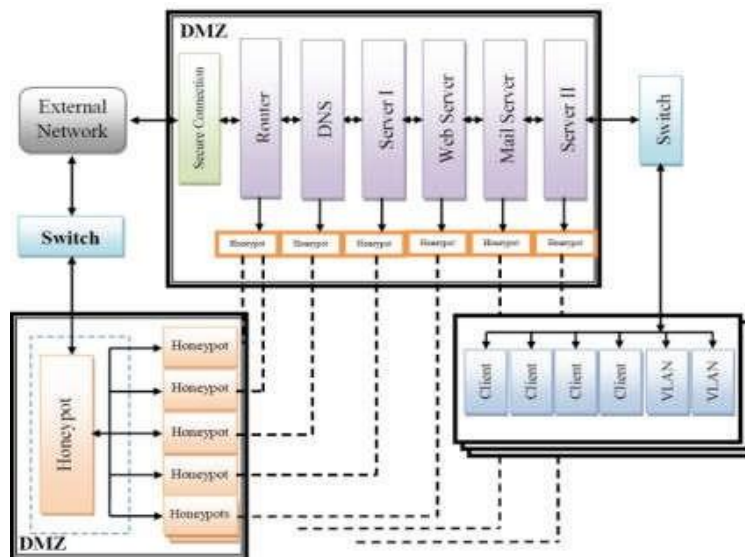 DMZ
External
Network
Secure Connection
Router
DNS
Server I
Web Server
Mail Server
Server II
Switch
Honeypot
Honeypot
Honeypot
Honeypot
Honeypot
Honeypot
Switch
Honeypot
Honeypot
Honeypot
Honeypot
Honeypot
Honeypots
DMZ
Client
Client
Client
Client
VLAN
VLAN